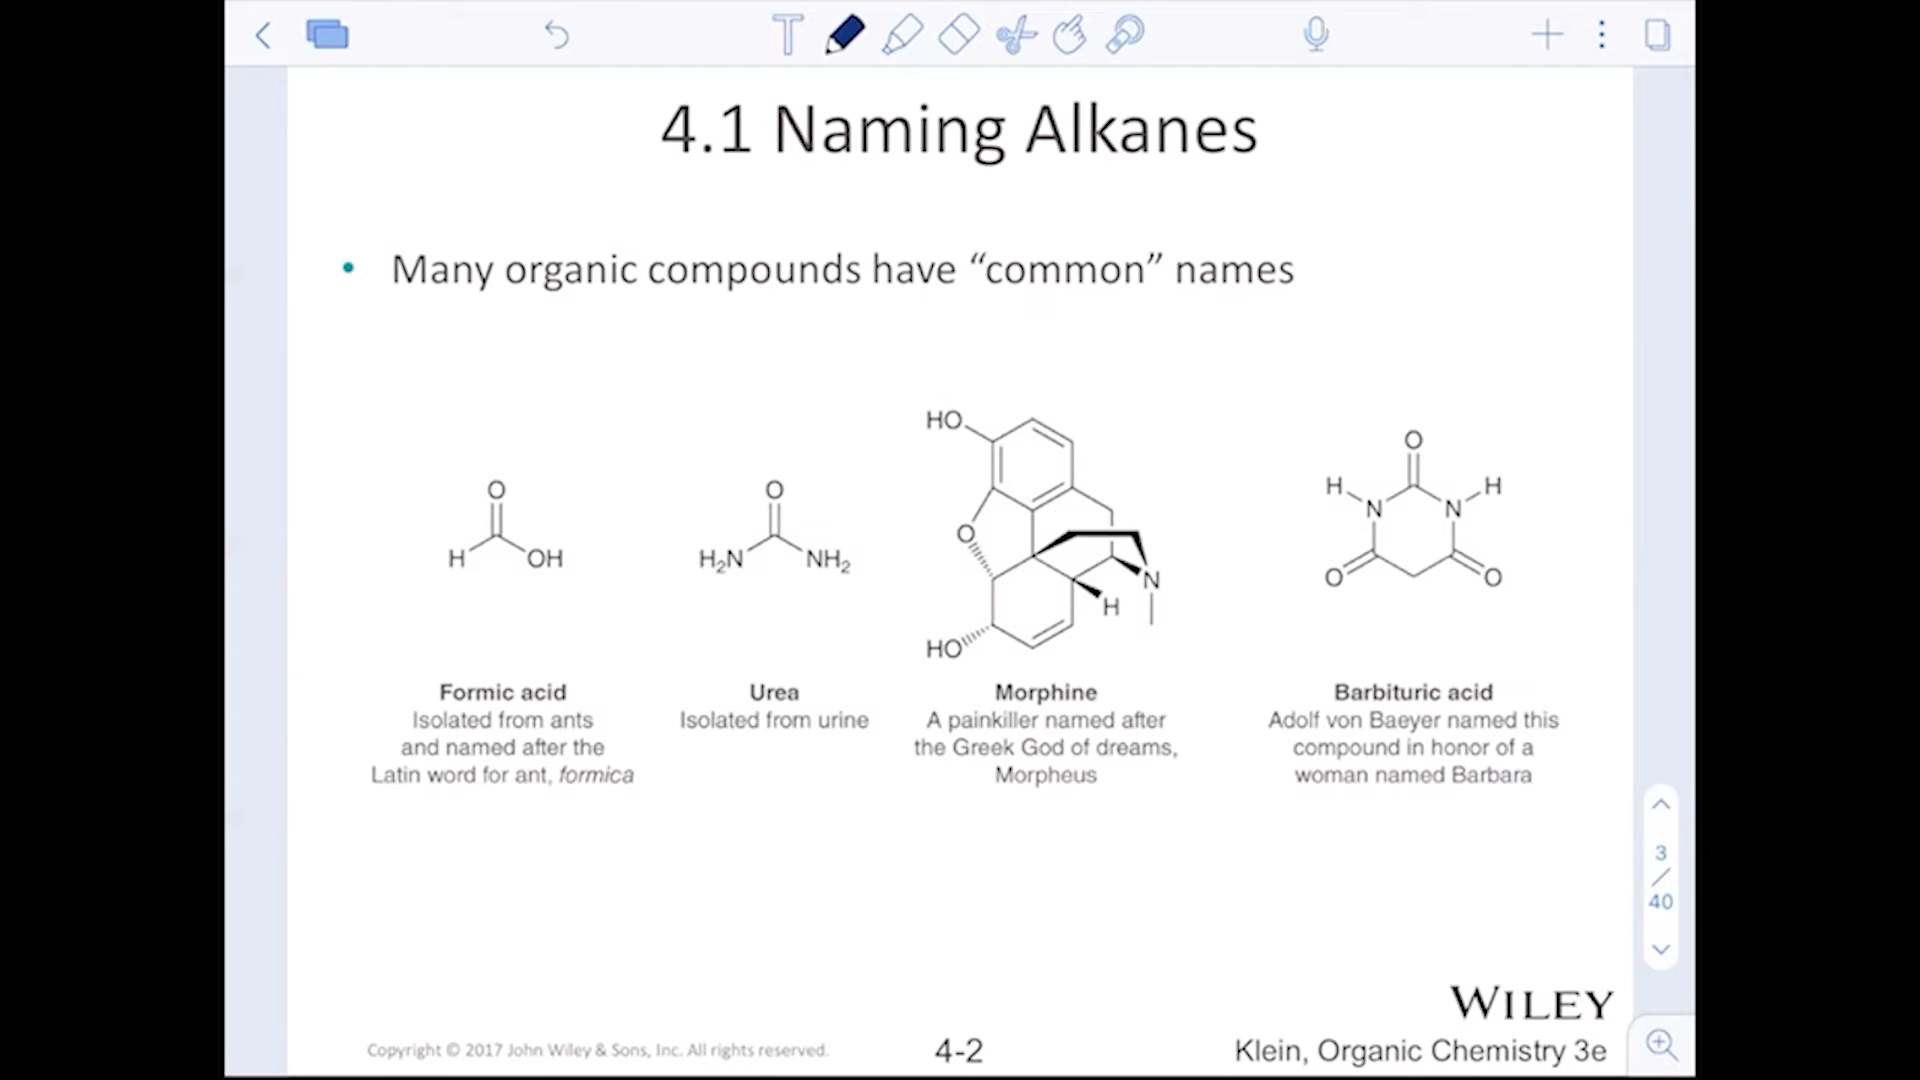 4.1 Naming Alkanes
• Many organic compounds have “common” names
O
H
OH
O
H₂N
NH₂
HO
O
N
H
HO
O
H
H
N
N
O
O
Formic acid
Isolated from ants
and named after the
Latin word for ant, formica
Urea
Isolated from urine
Morphine
A painkiller named after
the Greek God of dreams,
Morpheus
Barbituric acid
Adolf von Baeyer named this
compound in honor of a
woman named Barbara
3
/
40
WILEY
Copyright © 2017 John Wiley & Sons, Inc. All rights reserved.
4-2
Klein, Organic Chemistry 3e